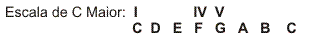 Escala de C Maior: I IV V
C D E F G A B C